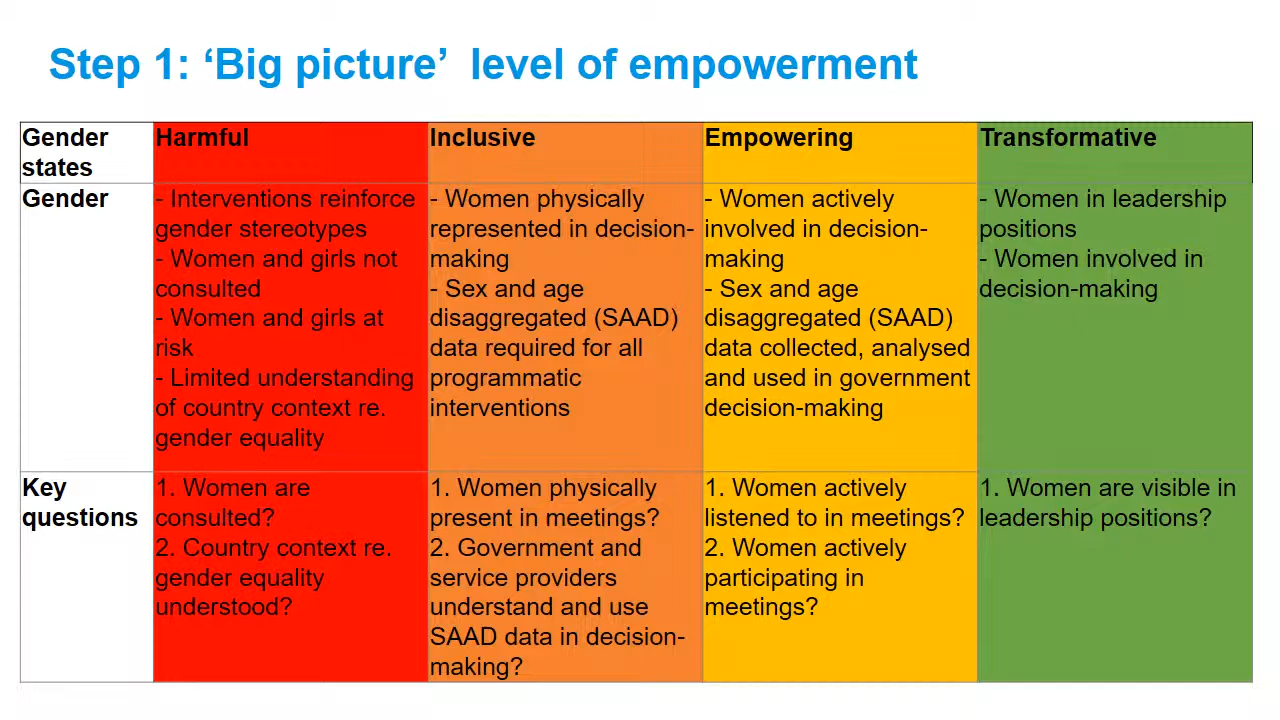 Step 1: ‘Big picture’ level of empowerment
Gender
states
Harmful
Inclusive
Empowering
Transformative
Gender
- Interventions reinforce
gender stereotypes
- Women and girls not
consulted
- Women and girls at
risk
- Limited understanding
of country context re.
gender equality
- Women physically
represented in decision-
making
- Sex and age
disaggregated (SAAD)
data required for all
programmatic
interventions
- Women actively
involved in decision-
making
- Sex and age
disaggregated (SAAD)
data collected, analysed
and used in government
decision-making
- Women in leadership
positions
- Women involved in
decision-making
Key
questions
1. Women are
consulted?
2. Country context re.
gender equality
understood?
1. Women physically
present in meetings?
2. Government and
service providers
understand and use
SAAD data in decision-
making?
1. Women actively
listened to in meetings?
2. Women actively
participating in
meetings?
1. Women are visible in
leadership positions?